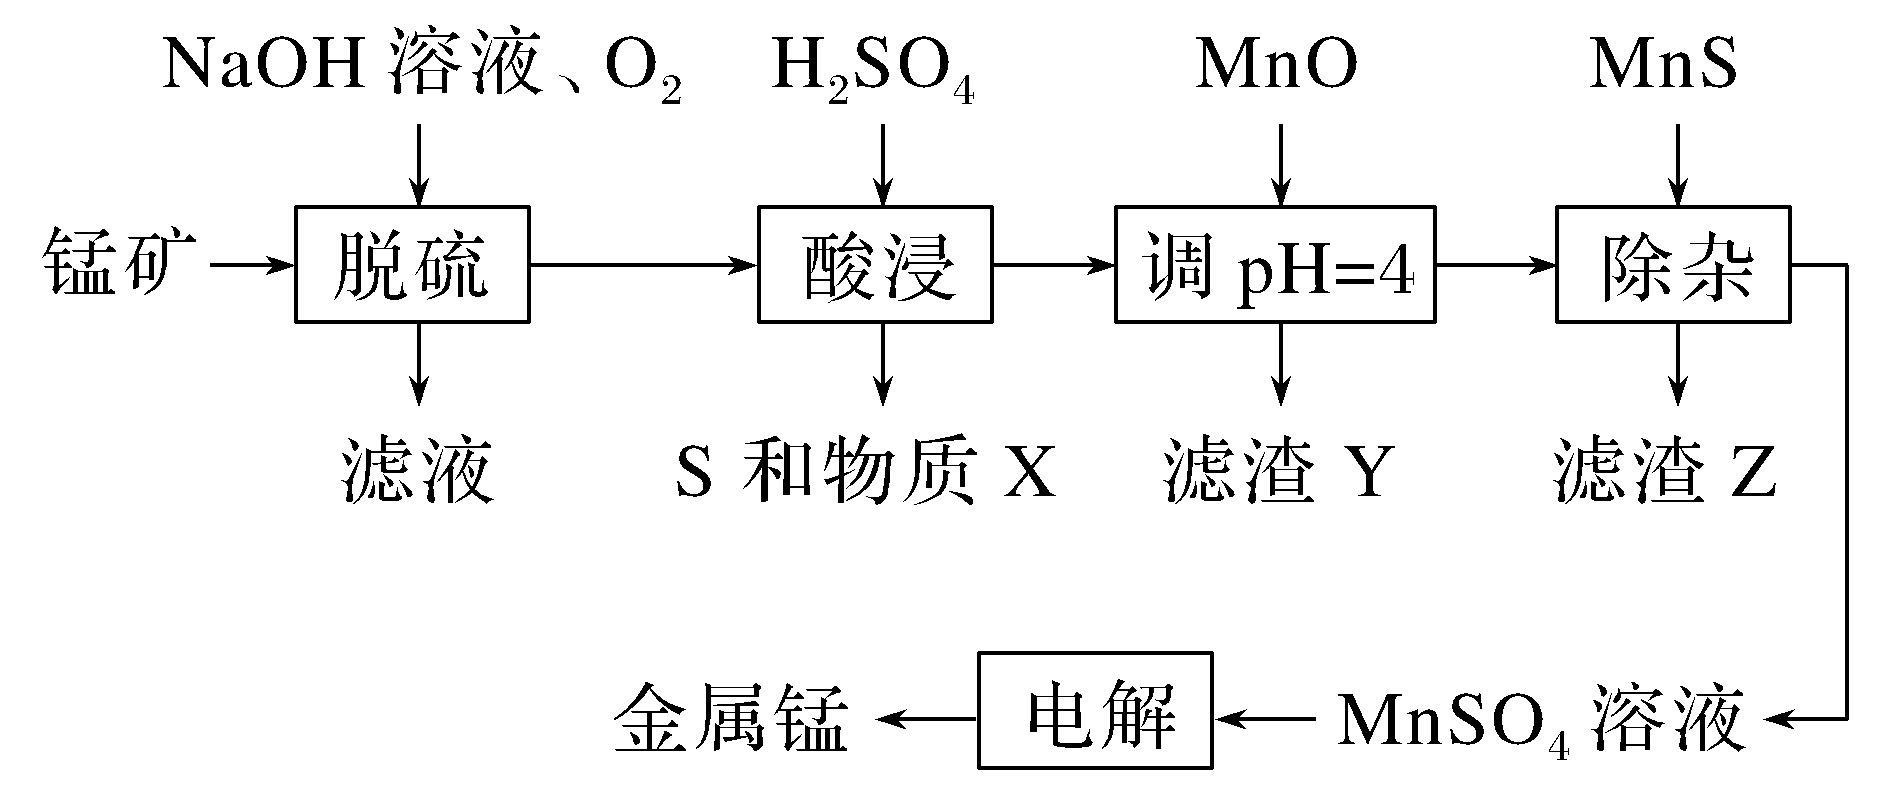 NaOH 溶液、O₂ H₂SO₄ MnO MnS
锰矿 脱硫 酸浸 调 pH=4 除杂
滤液 S 和物质 X 滤渣 Y 滤渣 Z
金属锰 电解 MnSO₄ 溶液